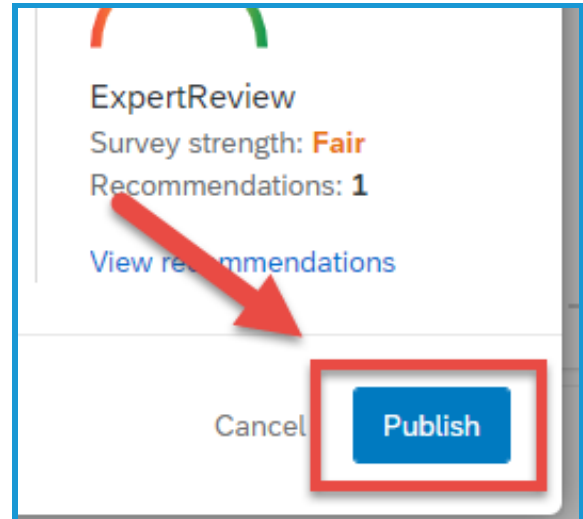 ExpertReview
Survey strength: Fair
Recommendations: 1
View recommendations
Cancel
Publish